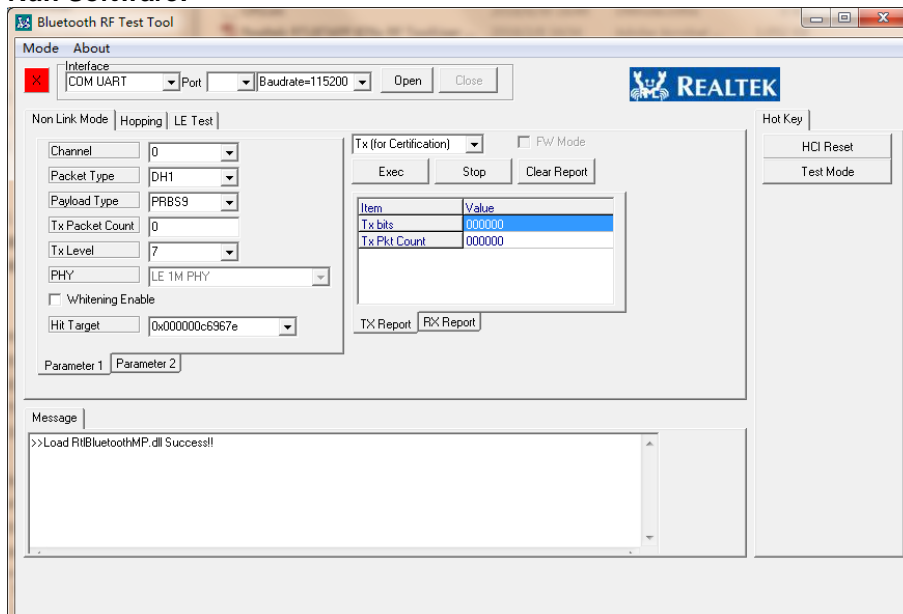 Run Software:
Bluetooth RF Test Tool
Mode About
Interface
X COM UART Port Baudrate=115200 Open Close
REALTEK
Non Link Mode Hopping LE Test Hot Key
Channel 0 Tx (for Certification) FW Mode HCI Reset
Packet Type DH1 Exec Stop Clear Report Test Mode
Payload Type PRBS9 Item Value
Tx Packet Count 0 Tx bits 000000
Tx Pkt Count 000000
Tx Level 7
PHY LE 1M PHY
Whitening Enable
Hit Target 0x000000c6967e TX Report RX Report
Parameter 1 Parameter 2
Message
>>Load RtlBluetoothMP.dll Success!!